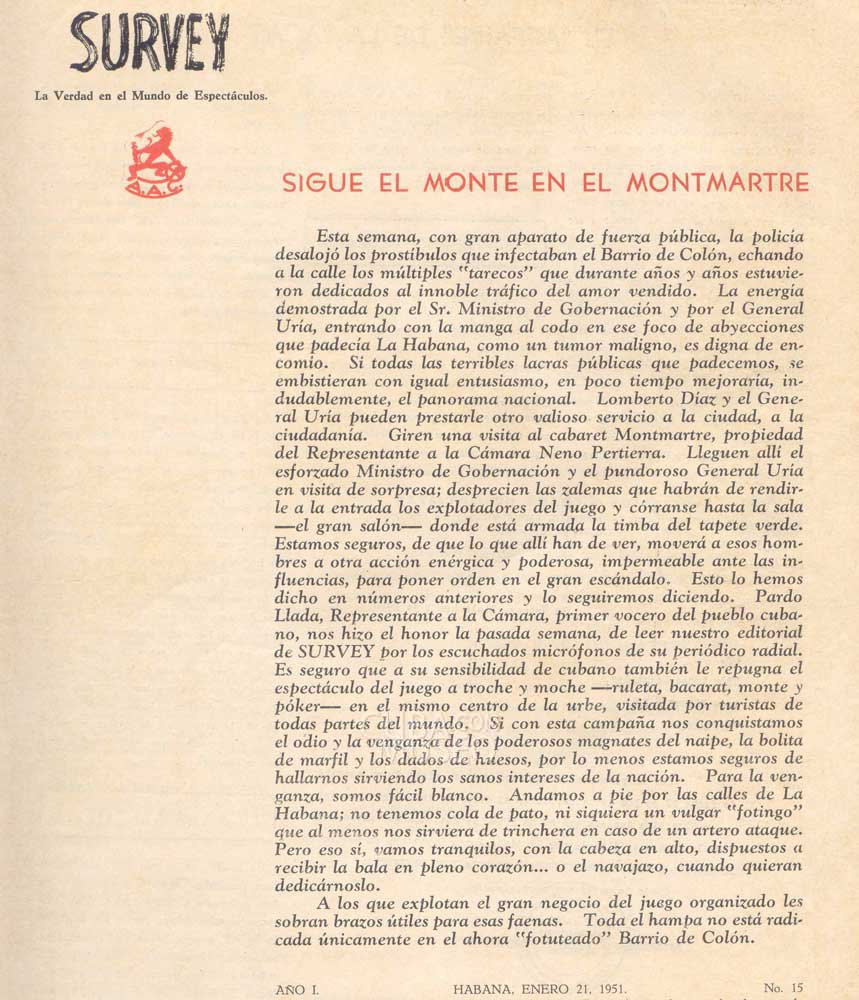 SURVEY
La Verdad en el Mundo de Espectáculos.
A.A.C.
SIGUE EL MONTE EN EL MONTMARTRE
Esta semana, con gran aparato de fuerza pública, la policía
desalojó los prostíbulos que infectaban el Barrio de Colón, echando
a la calle los múltiples "tarecos" que durante años y años estuvie-
ron dedicados al innoble tráfico del amor vendido. La energía
demostrada por el Sr. Ministro de Gobernación y por el General
Uría, entrando con la manga al codo en ese foco de abyecciones
que padecía La Habana, como un tumor maligno, es digna de en-
comio. Si todas las terribles lacras públicas que padecemos, se
embistieran con igual entusiasmo, en poco tiempo mejoraría, in-
dudablemente, el panorama nacional. Lomberto Díaz y el Gene-
ral Uría pueden prestarle otro valioso servicio a la ciudad, a la
ciudadanía. Giren una visita al cabaret Montmartre, propiedad
del Representante a la Cámara Neno Pertierra. Lleguen allí el
esforzado Ministro de Gobernación y el pundoroso General Uría
en visita de sorpresa; desprecien las zalemas que habrán de rendir-
le a la entrada los explotadores del juego y córranse hasta la sala
—el gran salón— donde está armada la timba del tapete verde.
Estamos seguros, de que lo que allí han de ver, moverá a esos hom-
bres a otra acción enérgica y poderosa, impermeable ante las in-
fluencias, para poner orden en el gran escándalo. Esto lo hemos
dicho en números anteriores y lo seguiremos diciendo. Pardo
Llada, Representante a la Cámara, primer vocero del pueblo cuba-
no, nos hizo el honor la pasada semana, de leer nuestro editorial
de SURVEY por los escuchados micrófonos de su periódico radial.
Es seguro que a su sensibilidad de cubano también le repugna el
espectáculo del juego a troche y moche —ruleta, bacarat, monte y
póker— en el mismo centro de la urbe, visitada por turistas de
todas partes del mundo. Si con esta campaña nos conquistamos
el odio y la venganza de los poderosos magnates del naipe, la bolita
de marfil y los dados de huesos, por lo menos estamos seguros de
hallarnos sirviendo los sanos intereses de la nación. Para la ven-
ganza, somos fácil blanco. Andamos a pie por las calles de La
Habana; no tenemos cola de pato, ni siquiera un vulgar "fotingo"
que al menos nos sirviera de trinchera en caso de un artero ataque.
Pero eso sí, vamos tranquilos, con la cabeza en alto, dispuestos a
recibir la bala en pleno corazón... o el navajazo, cuando quieran
dedicárnoslo.
A los que explotan el gran negocio del juego organizado les
sobran brazos útiles para esas faenas. Toda el hampa no está radi-
cada únicamente en el ahora "fotuteado" Barrio de Colón.
AÑO I. HABANA, ENERO 21, 1951. No. 15